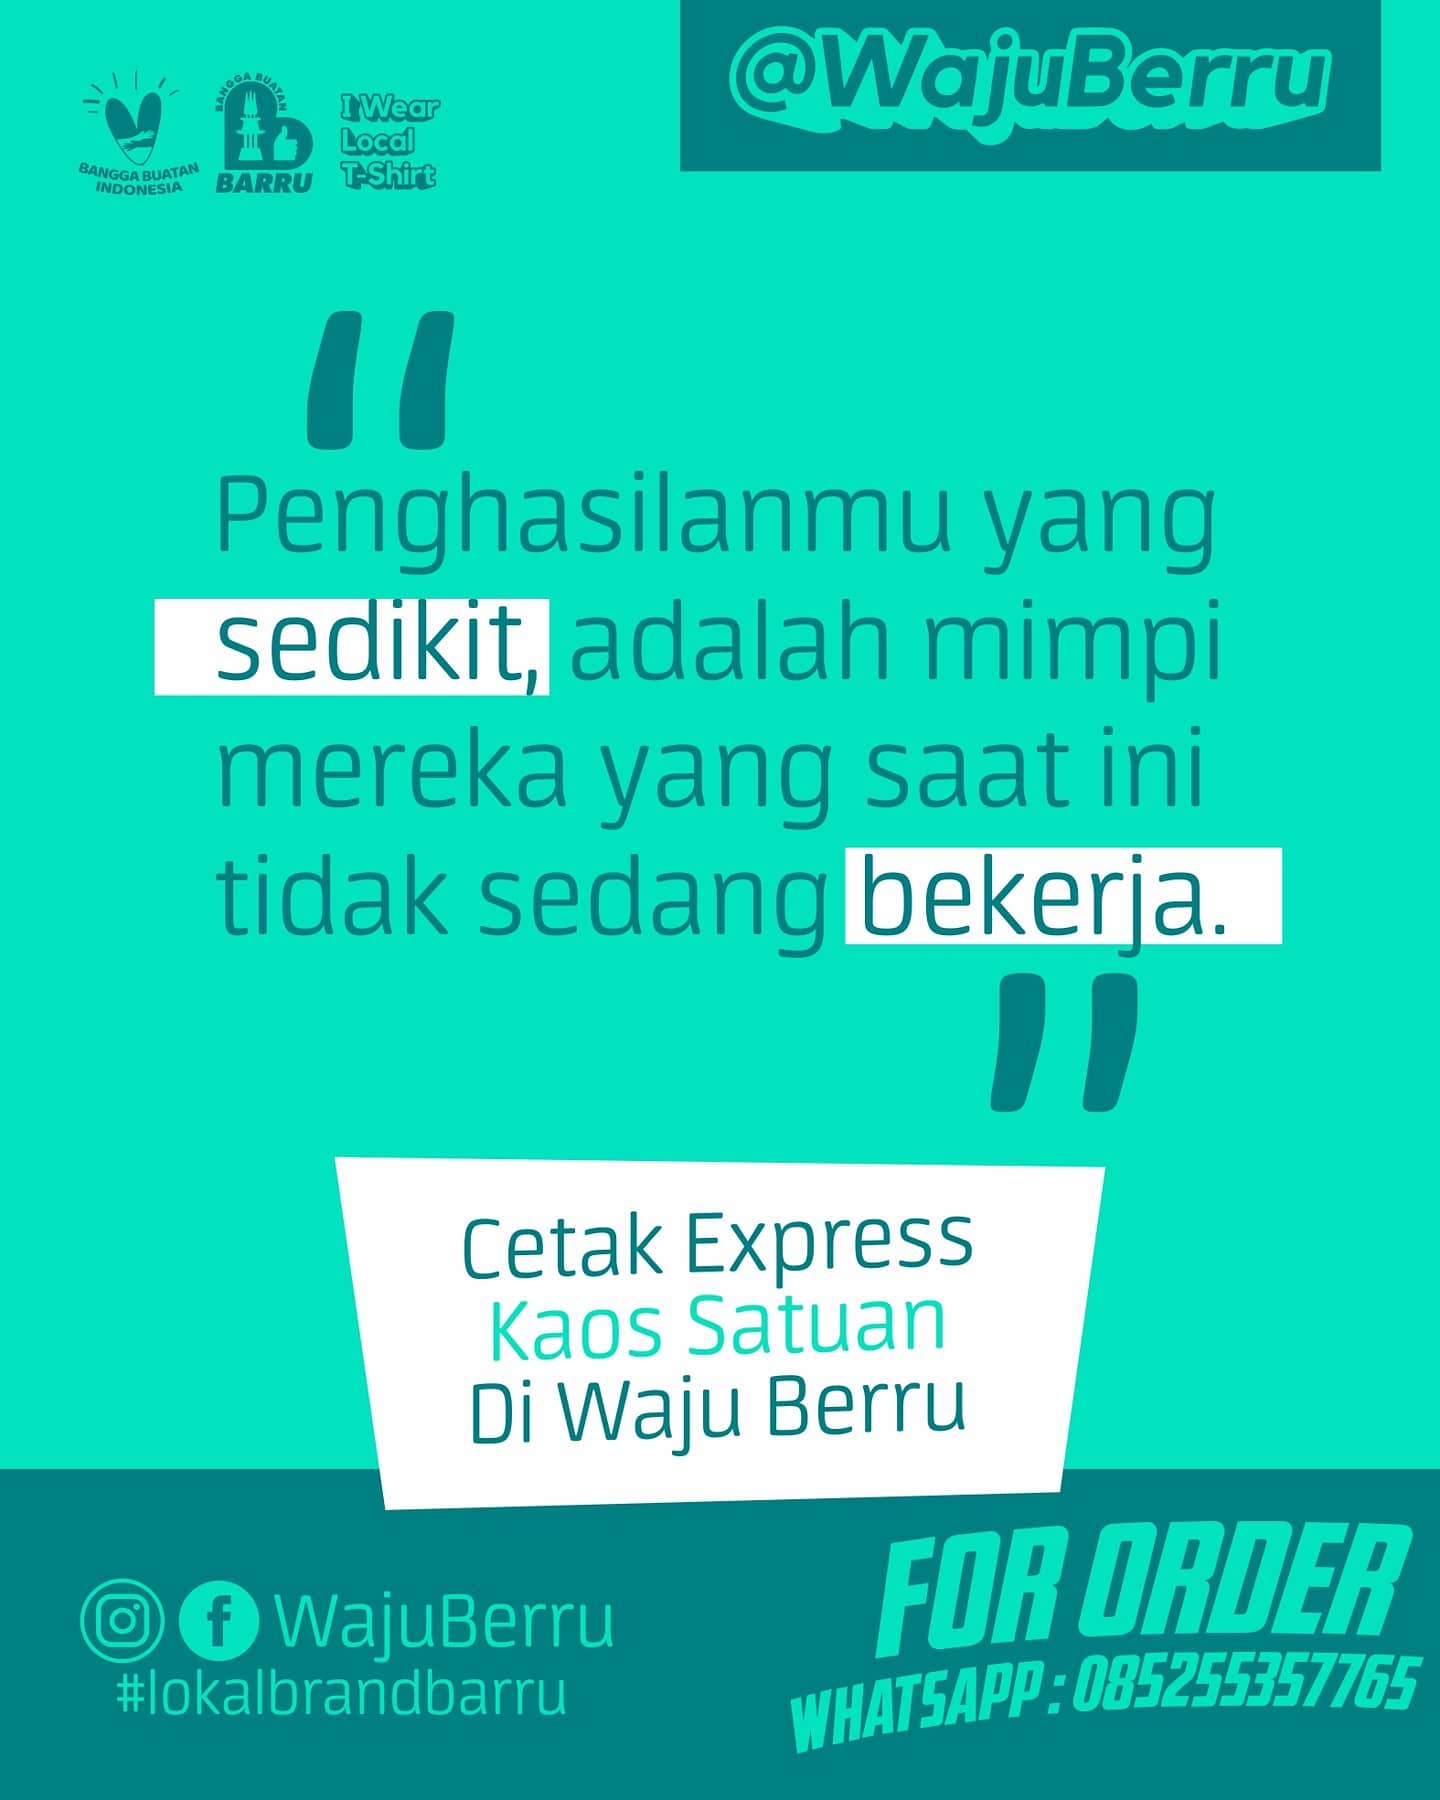 BANGGA BUATAN
INDONESIA
BANGGA BUATAN
BARRU
I Wear
Local
T-Shirt
@WajuBerru
“
Penghasilanmu yang
sedikit, adalah mimpi
mereka yang saat ini
tidak sedang bekerja.
”
Cetak Express
Kaos Satuan
Di Waju Berru
WajuBerru
#lokalbrandbarru
FOR ORDER
WHATSAPP : 085255357765